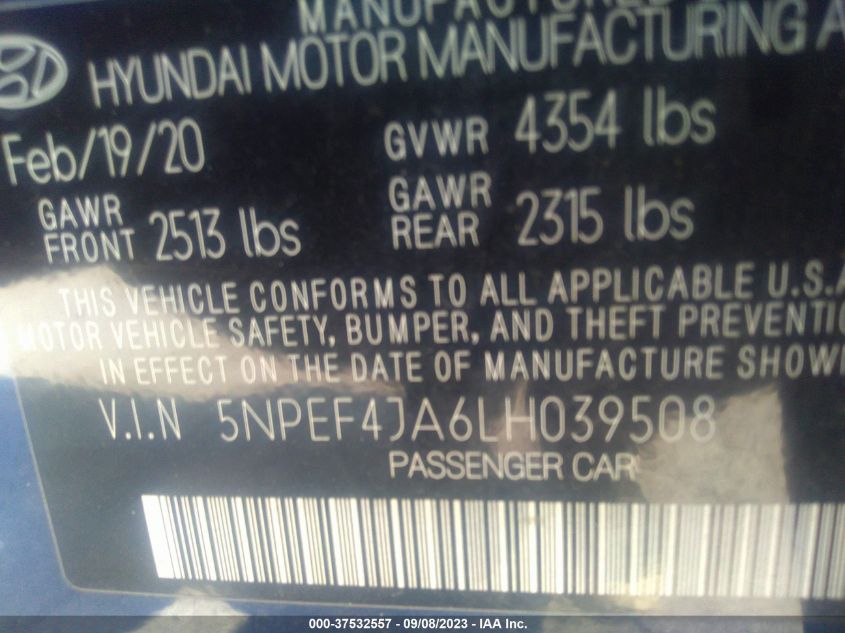 MANUFACTURED
HYUNDAI MOTOR MANUFACTURING A
Feb/19/20
GVWR 4354 lbs
GAWR FRONT 2513 lbs
GAWR REAR 2315 lbs
THIS VEHICLE CONFORMS TO ALL APPLICABLE U.S.A
MOTOR VEHICLE SAFETY, BUMPER, AND THEFT PREVENTIO
IN EFFECT ON THE DATE OF MANUFACTURE SHOW
V.I.N 5NPEF4JA6LH039508
PASSENGER CAR
000-37532557 - 09/08/2023 - IAA Inc.